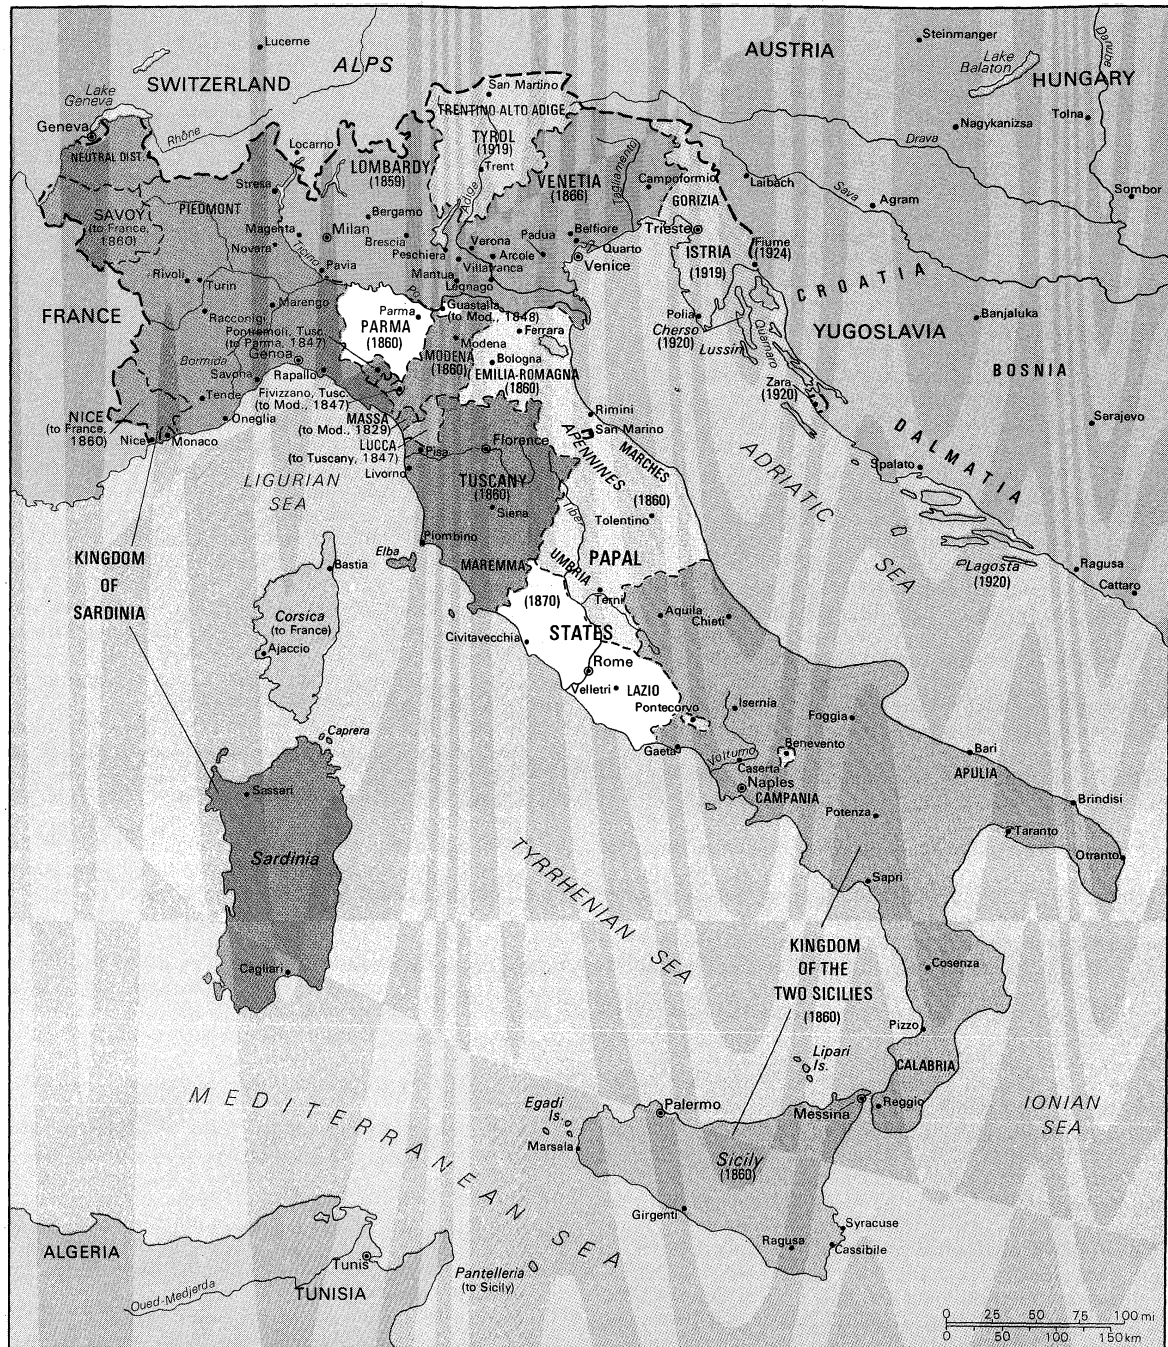 Lucerne
SWITZERLAND
ALPS
AUSTRIA
Steinmanger
Lake
Balaton
HUNGARY
Danube
Lake
Geneva
Geneva
Rhône
San Martino
TRENTINO-ALTO ADIGE
TYROL
(1919)
Trent
Adige
Nagykanizsa
Tolna
Drava
NEUTRAL DIST.
Locarno
LOMBARDY
(1859)
Stresa
VENETIA
(1866)
Tagliamento
Campoformio
Laibach
Sava
Agram
Sombor
SAVOY
(to France,
1860)
PIEDMONT
Bergamo
GORIZIA
Magenta
Milan
Brescia
Novara
Ticino
Pavia
Peschiera
Verona
Arcole
Padua
Belfiore
Quarto
Venice
Trieste
ISTRIA
(1919)
Fiume
(1924)
Villafranca
Mantua
Legnago
Po
Rivoli
Turin
CROATIA
FRANCE
Marengo
Racconigi
Parma
PARMA
(1860)
Guastalla
(to Mod., 1848)
Ferrara
Polia
Cherso
(1920)
Lussin
Quarnaro
YUGOSLAVIA
Banjaluka
Pontremoli, Tusc.
(to Parma, 1847)
Genoa
Bormida
Modena
MODENA
(1860)
Bologna
EMILIA-ROMAGNA
(1860)
BOSNIA
Savona
Rapallo
Zara
(1920)
Tende
Fivizzano, Tusc.
(to Mod., 1847)
NICE
(to France,
1860)
Oneglia
MASSA
(to Mod., 1829)
Rimini
San Marino
Sarajevo
Nice
Monaco
LUCCA
(to Tuscany, 1847)
Florence
Pisa
APENNINES
MARCHES
(1860)
DALMATIA
Spalato
LIGURIAN
SEA
Livorno
TUSCANY
(1860)
Siena
Tiber
Tolentino
ADRIATIC
SEA
KINGDOM
OF
SARDINIA
Bastia
Elba
Piombino
MAREMMA
UMBRIA
PAPAL
Lagosta
(1920)
Ragusa
Cattaro
Corsica
(to France)
Ajaccio
(1870)
Terni
STATES
Aquila
Chieti
Civitavecchia
Rome
Velletri
LAZIO
Pontecorvo
Isernia
Foggia
Caprera
Gaeta
Volturno
Benevento
Bari
Caserta
Naples
CAMPANIA
APULIA
Sassari
Brindisi
Potenza
Taranto
Otranto
Sardinia
TYRRHENIAN SEA
Sapri
Cagliari
KINGDOM
OF THE
TWO SICILIES
(1860)
Cosenza
Pizzo
Lipari
Is.
CALABRIA
MEDITERRANEAN SEA
Egadi
Is.
Palermo
Messina
Reggio
IONIAN
SEA
Marsala
Sicily
(1860)
Girgenti
Syracuse
Ragusa
Cassibile
ALGERIA
Tunis
Oued-Medjerda
TUNISIA
Pantelleria
(to Sicily)
0 25 50 75 100 mi
0 50 100 150 km